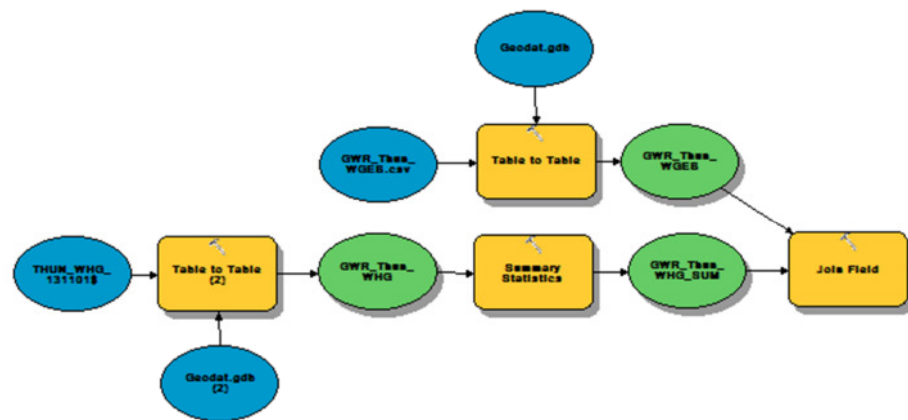 Geodat.gdb
GWR_Thun_
WGEB.csv
Table to Table
GWR_Thun_
WGEB
THUN_WHG_
131101$
Table to Table
(2)
GWR_Thun_
WHG
Summary
Statistics
GWR_Thun_
WHG_SUM
Join Field
Geodat.gdb
(2)